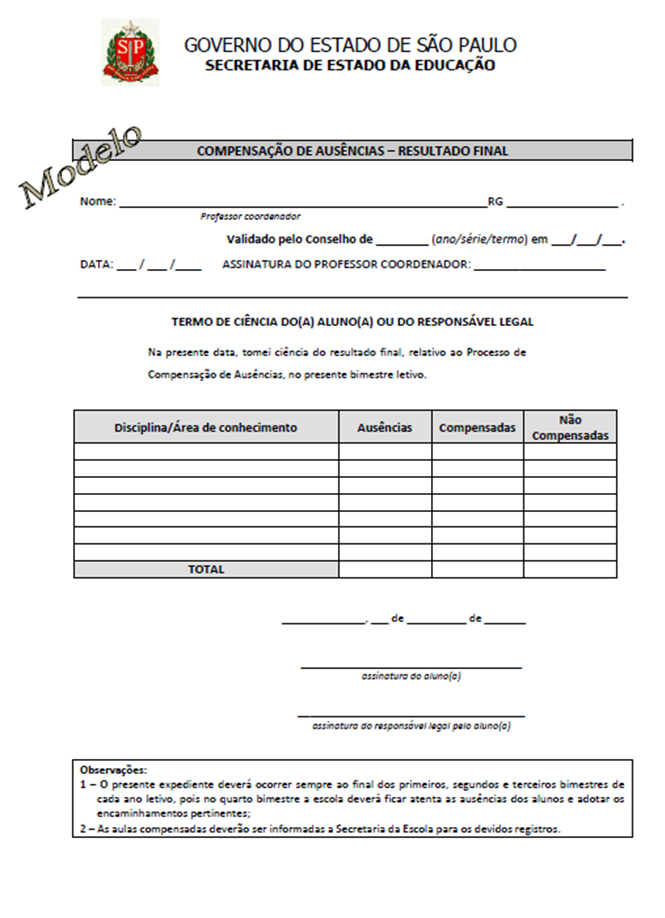 SP
GOVERNO DO ESTADO DE SÃO PAULO
SECRETARIA DE ESTADO DA EDUCAÇÃO
Modelo
COMPENSAÇÃO DE AUSÊNCIAS – RESULTADO FINAL
Nome: ____________________ RG ____________ .
Professor coordenador
Validado pelo Conselho de ________ (ano/série/termo) em ___/___/___.
DATA: ___ / ___ /____ ASSINATURA DO PROFESSOR COORDENADOR: ____________________
TERMO DE CIÊNCIA DO(A) ALUNO(A) OU DO RESPONSÁVEL LEGAL
Na presente data, tomei ciência do resultado final, relativo ao Processo de
Compensação de Ausências, no presente bimestre letivo.
Disciplina/Área de conhecimento Ausências Compensadas Não Compensadas
TOTAL
_____________, ___ de _________ de ______
assinatura do aluno(a)
assinatura do responsável legal pelo aluno(a)
Observações:
1 – O presente expediente deverá ocorrer sempre ao final dos primeiros, segundos e terceiros bimestres de
cada ano letivo, pois no quarto bimestre a escola deverá ficar atenta as ausências dos alunos e adotar os
encaminhamentos pertinentes;
2 – As aulas compensadas deverão ser informadas a Secretaria da Escola para os devidos registros.